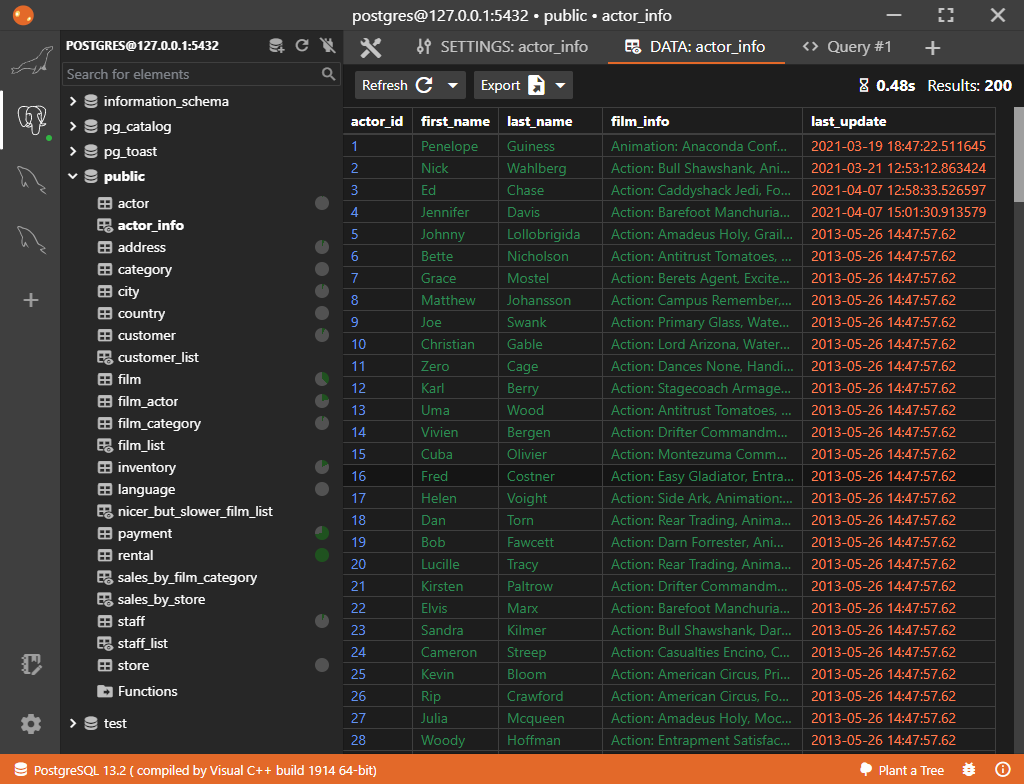 postgres@127.0.0.1:5432 • public • actor_info
POSTGRES@127.0.0.1:5432
Search for elements
information_schema
pg_catalog
pg_toast
public
actor
actor_info
address
category
city
country
customer
customer_list
film
film_actor
film_category
film_list
inventory
language
nicer_but_slower_film_list
payment
rental
sales_by_film_category
sales_by_store
staff
staff_list
store
Functions
test
SETTINGS: actor_info DATA: actor_info Query #1
Refresh Export 0.48s Results: 200
actor_id first_name last_name film_info last_update
1 Penelope Guiness Animation: Anaconda Conf... 2021-03-19 18:47:22.511645
2 Nick Wahlberg Action: Bull Shawshank, Ani... 2021-03-21 12:53:12.863424
3 Ed Chase Action: Caddyshack Jedi, Fo... 2021-04-07 12:58:33.526597
4 Jennifer Davis Action: Barefoot Manchuria... 2021-04-07 15:01:30.913579
5 Johnny Lollobrigida Action: Amadeus Holy, Grail... 2013-05-26 14:47:57.62
6 Bette Nicholson Action: Antitrust Tomatoes, ... 2013-05-26 14:47:57.62
7 Grace Mostel Action: Berets Agent, Excite... 2013-05-26 14:47:57.62
8 Matthew Johansson Action: Campus Remember,... 2013-05-26 14:47:57.62
9 Joe Swank Action: Primary Glass, Wate... 2013-05-26 14:47:57.62
10 Christian Gable Action: Lord Arizona, Water... 2013-05-26 14:47:57.62
11 Zero Cage Action: Dances None, Handi... 2013-05-26 14:47:57.62
12 Karl Berry Action: Stagecoach Armage... 2013-05-26 14:47:57.62
13 Uma Wood Action: Antitrust Tomatoes, ... 2013-05-26 14:47:57.62
14 Vivien Bergen Action: Drifter Commandm... 2013-05-26 14:47:57.62
15 Cuba Olivier Action: Montezuma Comm... 2013-05-26 14:47:57.62
16 Fred Costner Action: Easy Gladiator, Entra... 2013-05-26 14:47:57.62
17 Helen Voight Action: Side Ark, Animation:... 2013-05-26 14:47:57.62
18 Dan Torn Action: Rear Trading, Anima... 2013-05-26 14:47:57.62
19 Bob Fawcett Action: Darn Forrester, Ani... 2013-05-26 14:47:57.62
20 Lucille Tracy Action: Rear Trading, Anima... 2013-05-26 14:47:57.62
21 Kirsten Paltrow Action: Drifter Commandm... 2013-05-26 14:47:57.62
22 Elvis Marx Action: Barefoot Manchuria... 2013-05-26 14:47:57.62
23 Sandra Kilmer Action: Bull Shawshank, Dar... 2013-05-26 14:47:57.62
24 Cameron Streep Action: Casualties Encino, C... 2013-05-26 14:47:57.62
25 Kevin Bloom Action: American Circus, Pri... 2013-05-26 14:47:57.62
26 Rip Crawford Action: American Circus, Fo... 2013-05-26 14:47:57.62
27 Julia Mcqueen Action: Amadeus Holy, Moc... 2013-05-26 14:47:57.62
28 Woody Hoffman Action: Entrapment Satisfac... 2013-05-26 14:47:57.62
PostgreSQL 13.2 ( compiled by Visual C++ build 1914 64-bit) Plant a Tree